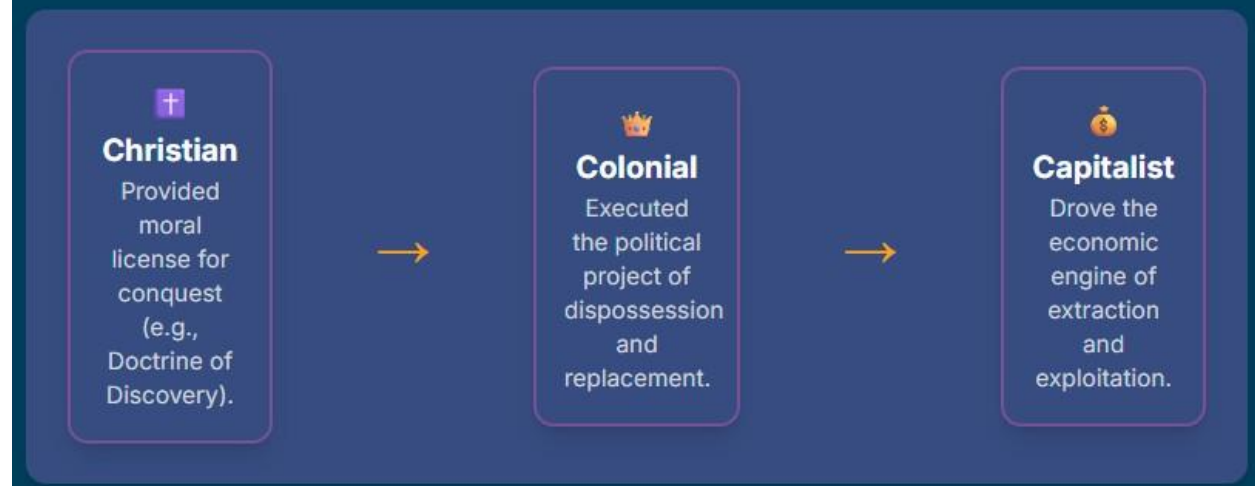 Christian
Provided
moral
license for
conquest
(e.g.,
Doctrine of
Discovery).
→
Colonial
Executed
the political
project of
dispossession
and
replacement.
→
Capitalist
Drove the
economic
engine of
extraction
and
exploitation.